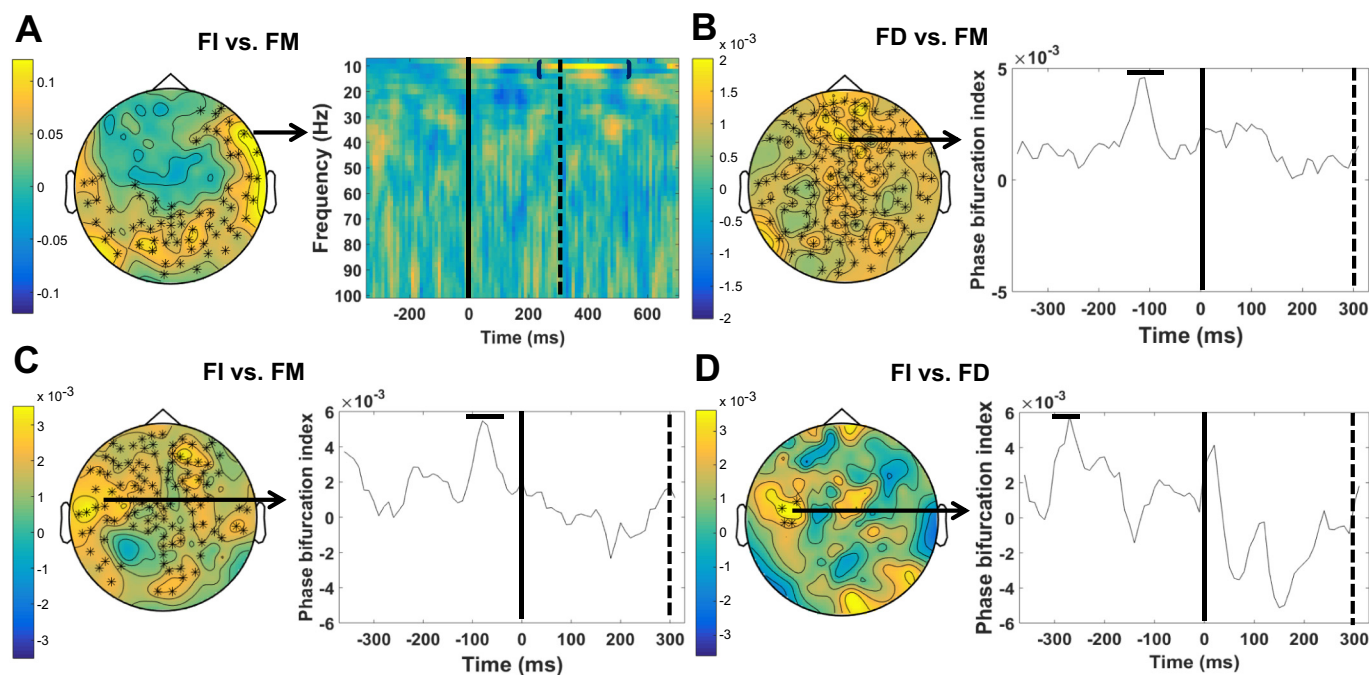 A
FI vs. FM
0.1
0.05
0
-0.05
-0.1
Frequency (Hz)
10
20
30
40
50
60
70
80
90
100
-200 0 200 400 600
Time (ms)
B
FD vs. FM
x 10⁻³
2
1.5
1
0.5
0
-0.5
-1
-1.5
-2
×10⁻³
Phase bifurcation index
5
0
-5
-300 -200 -100 0 100 200 300
Time (ms)
C
FI vs. FM
x 10⁻³
3
2
1
0
-1
-2
-3
×10⁻³
Phase bifurcation index
6
4
2
0
-2
-4
-6
-300 -200 -100 0 100 200 300
Time (ms)
D
FI vs. FD
x 10⁻³
3
2
1
0
-1
-2
-3
×10⁻³
Phase bifurcation index
6
4
2
0
-2
-4
-6
-300 -200 -100 0 100 200 300
Time (ms)